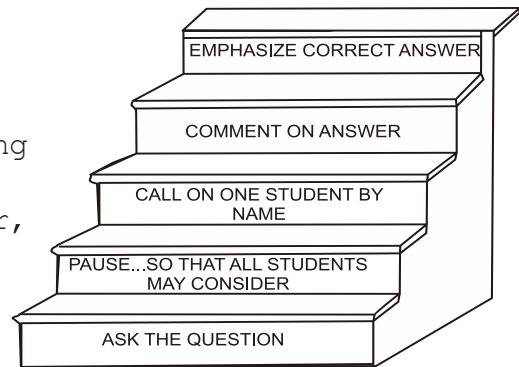 EMPHASIZE CORRECT ANSWER
COMMENT ON ANSWER
CALL ON ONE STUDENT BY
NAME
PAUSE...SO THAT ALL STUDENTS
MAY CONSIDER
ASK THE QUESTION